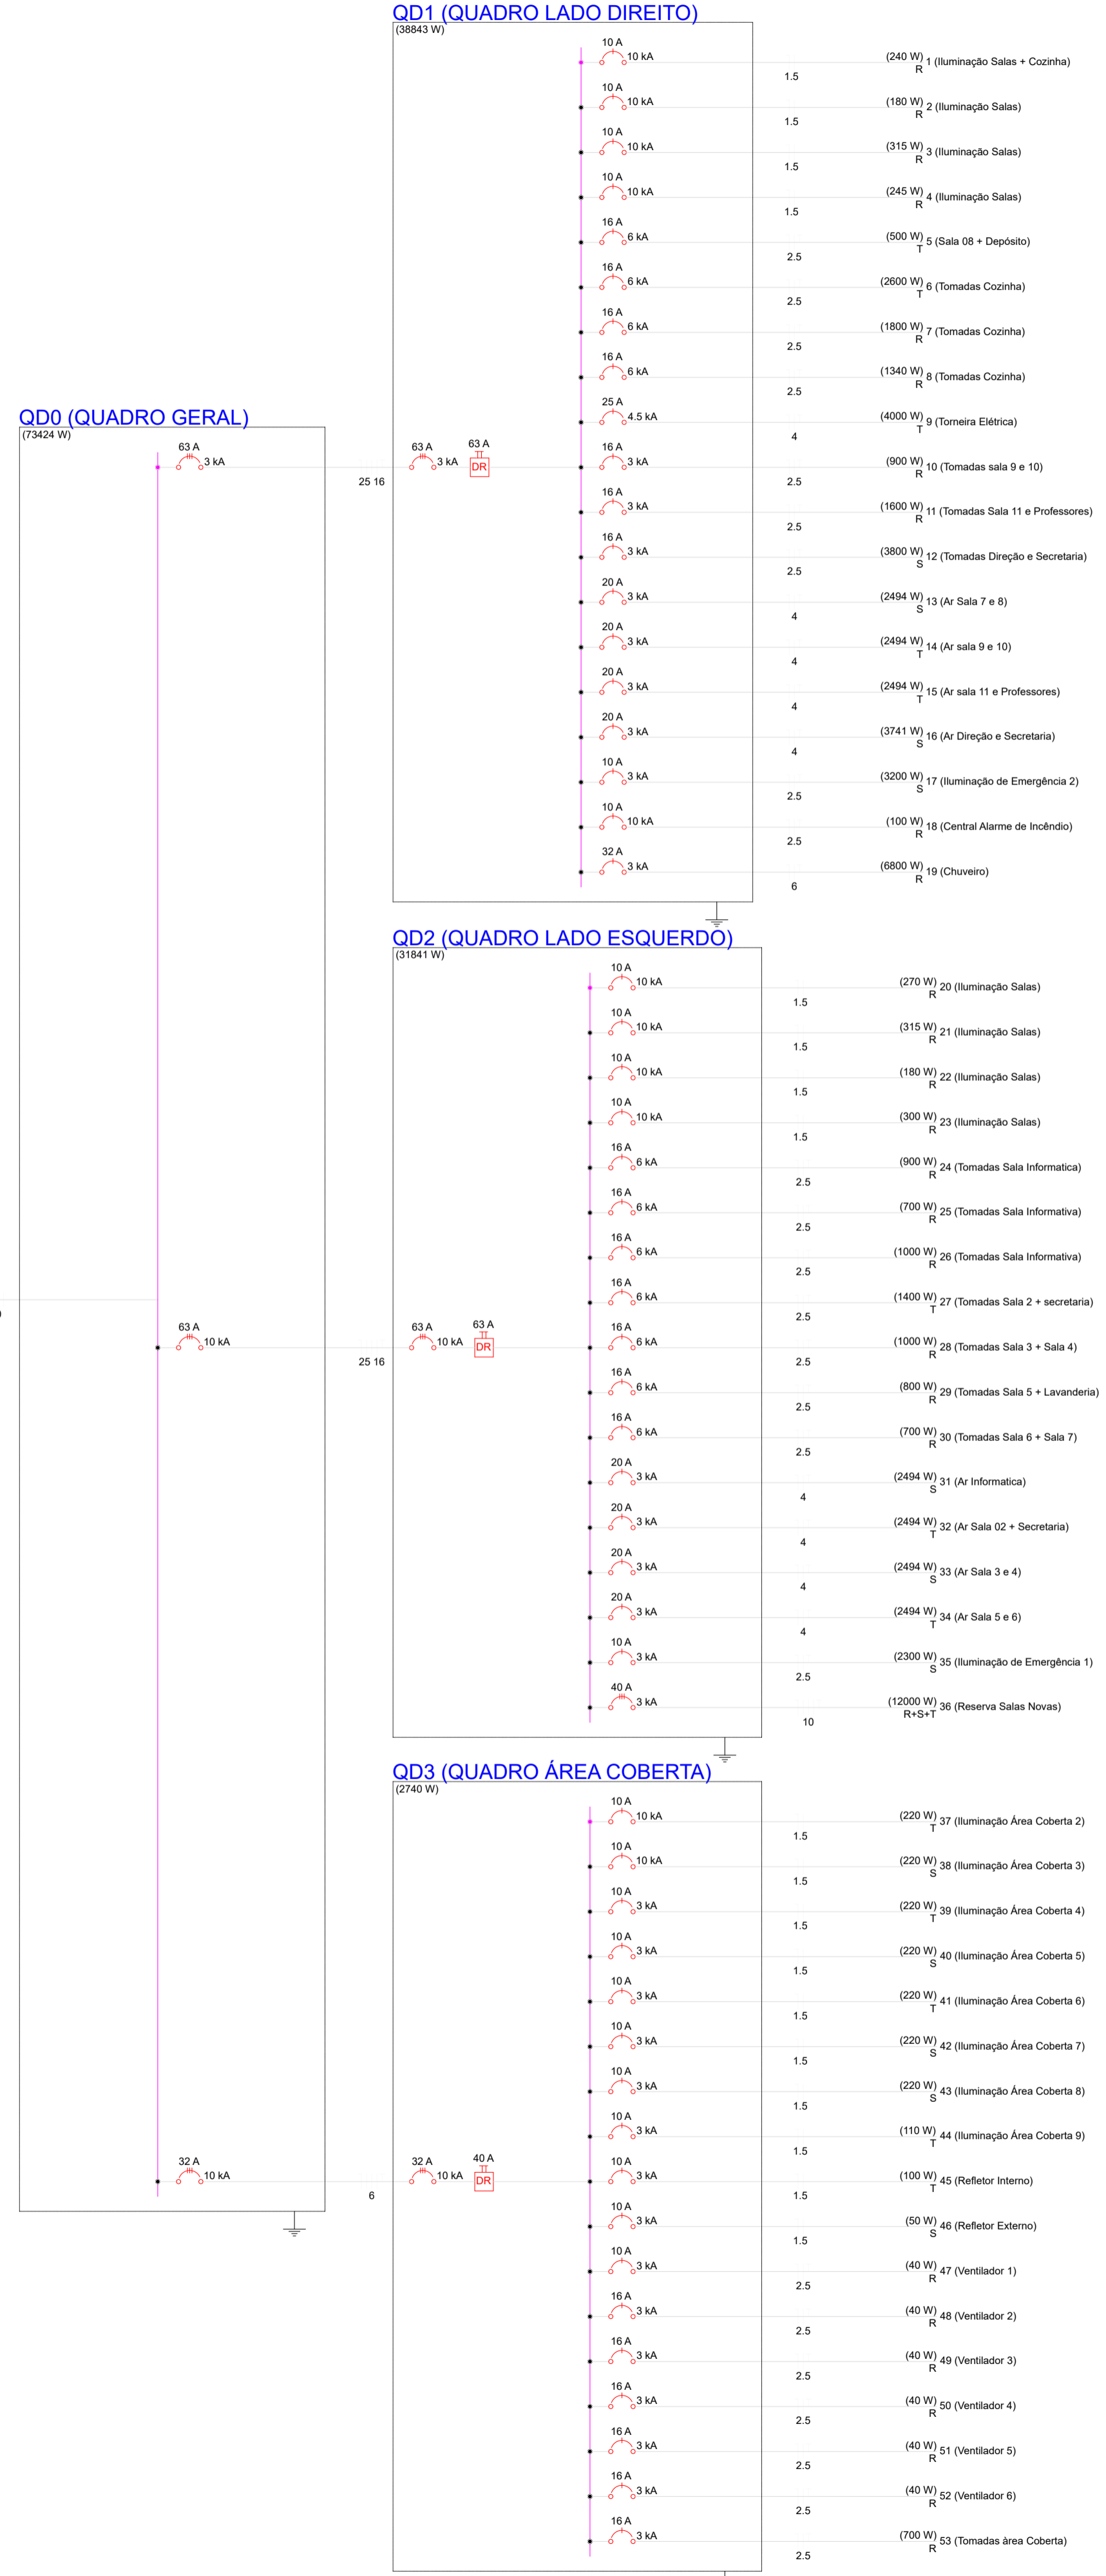 QD1 (QUADRO LADO DIREITO)
(38843 W)
10 A
10 kA
1.5
(240 W)
R
1 (Iluminação Salas + Cozinha)
10 A
10 kA
1.5
(180 W)
R
2 (Iluminação Salas)
10 A
10 kA
1.5
(315 W)
R
3 (Iluminação Salas)
10 A
10 kA
1.5
(245 W)
R
4 (Iluminação Salas)
16 A
6 kA
2.5
(500 W)
T
5 (Sala 08 + Depósito)
16 A
6 kA
2.5
(2600 W)
T
6 (Tomadas Cozinha)
16 A
6 kA
2.5
(1800 W)
R
7 (Tomadas Cozinha)
16 A
6 kA
2.5
(1340 W)
R
8 (Tomadas Cozinha)
25 A
4.5 kA
4
(4000 W)
T
9 (Torneira Elétrica)
QD0 (QUADRO GERAL)
(73424 W)
63 A
3 kA
25 16
63 A
3 kA
63 A
DR
16 A
3 kA
2.5
(900 W)
R
10 (Tomadas sala 9 e 10)
16 A
3 kA
2.5
(1600 W)
R
11 (Tomadas Sala 11 e Professores)
16 A
3 kA
2.5
(3800 W)
S
12 (Tomadas Direção e Secretaria)
20 A
3 kA
4
(2494 W)
S
13 (Ar Sala 7 e 8)
20 A
3 kA
4
(2494 W)
T
14 (Ar sala 9 e 10)
20 A
3 kA
4
(2494 W)
T
15 (Ar sala 11 e Professores)
20 A
3 kA
4
(3741 W)
S
16 (Ar Direção e Secretaria)
10 A
3 kA
2.5
(3200 W)
S
17 (Iluminação de Emergência 2)
10 A
10 kA
2.5
(100 W)
R
18 (Central Alarme de Incêndio)
32 A
3 kA
6
(6800 W)
R
19 (Chuveiro)
QD2 (QUADRO LADO ESQUERDO)
(31841 W)
10 A
10 kA
1.5
(270 W)
R
20 (Iluminação Salas)
10 A
10 kA
1.5
(315 W)
R
21 (Iluminação Salas)
10 A
10 kA
1.5
(180 W)
R
22 (Iluminação Salas)
10 A
10 kA
1.5
(300 W)
R
23 (Iluminação Salas)
16 A
6 kA
2.5
(900 W)
R
24 (Tomadas Sala Informatica)
16 A
6 kA
2.5
(700 W)
R
25 (Tomadas Sala Informativa)
16 A
6 kA
2.5
(1000 W)
R
26 (Tomadas Sala Informativa)
16 A
6 kA
2.5
(1400 W)
T
27 (Tomadas Sala 2 + secretaria)
63 A
10 kA
25 16
63 A
10 kA
63 A
DR
16 A
6 kA
2.5
(1000 W)
R
28 (Tomadas Sala 3 + Sala 4)
16 A
6 kA
2.5
(800 W)
R
29 (Tomadas Sala 5 + Lavanderia)
16 A
6 kA
2.5
(700 W)
R
30 (Tomadas Sala 6 + Sala 7)
20 A
3 kA
4
(2494 W)
S
31 (Ar Informatica)
20 A
3 kA
4
(2494 W)
T
32 (Ar Sala 02 + Secretaria)
20 A
3 kA
4
(2494 W)
S
33 (Ar Sala 3 e 4)
20 A
3 kA
4
(2494 W)
T
34 (Ar Sala 5 e 6)
10 A
3 kA
2.5
(2300 W)
S
35 (Iluminação de Emergência 1)
40 A
3 kA
10
(12000 W)
R+S+T
36 (Reserva Salas Novas)
QD3 (QUADRO ÁREA COBERTA)
(2740 W)
10 A
10 kA
1.5
(220 W)
T
37 (Iluminação Área Coberta 2)
10 A
10 kA
1.5
(220 W)
S
38 (Iluminação Área Coberta 3)
10 A
3 kA
1.5
(220 W)
T
39 (Iluminação Área Coberta 4)
10 A
3 kA
1.5
(220 W)
S
40 (Iluminação Área Coberta 5)
10 A
3 kA
1.5
(220 W)
T
41 (Iluminação Área Coberta 6)
10 A
3 kA
1.5
(220 W)
S
42 (Iluminação Área Coberta 7)
10 A
3 kA
1.5
(220 W)
S
43 (Iluminação Área Coberta 8)
10 A
3 kA
1.5
(110 W)
T
44 (Iluminação Área Coberta 9)
32 A
10 kA
6
32 A
10 kA
40 A
DR
10 A
3 kA
1.5
(100 W)
T
45 (Refletor Interno)
10 A
3 kA
1.5
(50 W)
S
46 (Refletor Externo)
10 A
3 kA
2.5
(40 W)
R
47 (Ventilador 1)
16 A
3 kA
2.5
(40 W)
R
48 (Ventilador 2)
16 A
3 kA
2.5
(40 W)
R
49 (Ventilador 3)
16 A
3 kA
2.5
(40 W)
R
50 (Ventilador 4)
16 A
3 kA
2.5
(40 W)
R
51 (Ventilador 5)
16 A
3 kA
2.5
(40 W)
R
52 (Ventilador 6)
16 A
3 kA
2.5
(700 W)
R
53 (Tomadas àrea Coberta)